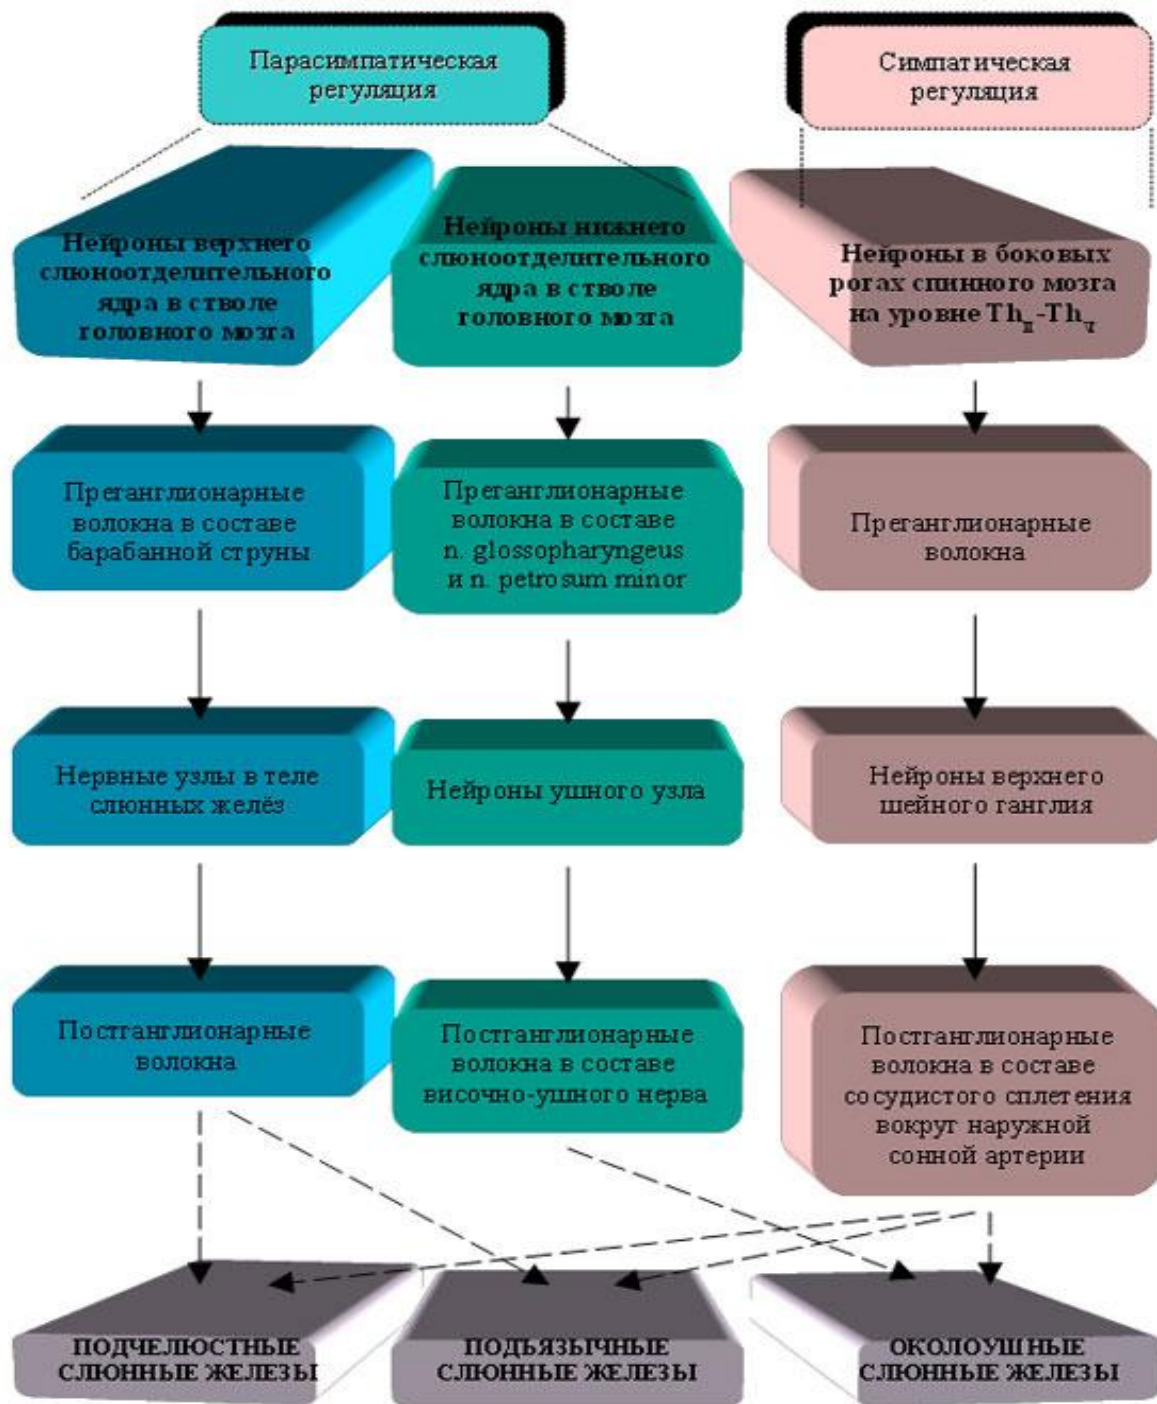 Парасимпатическая
регуляция
Симпатическая
регуляция
Нейроны верхнего
слюноотделительного
ядра в стволе
головного мозга
Нейроны нижнего
слюноотделительного
ядра в стволе
головного мозга
Нейроны в боковых
рогах спинного мозга
на уровне
Преганглионарные
волокна в составе
барабанной струны
Преганглионарные
волокна в составе
n. glossopharyngeus
и n. petrosum minor
Преганглионарные
волокна
Нервные узлы в теле
слюнных желёз
Нейроны ушного узла
Нейроны верхнего
шейного ганглия
Постганглионарные
волокна
Постганглионарные
волокна в составе
височно-ушного нерва
Постганглионарные
волокна в составе
сосудистого сплетения
вокруг наружной
сонной артерии
ПОДЧЕЛЮСТНЫЕ
СЛЮННЫЕ ЖЕЛЕЗЫ
ПОДЪЯЗЫЧНЫЕ
СЛЮННЫЕ ЖЕЛЕЗЫ
ОКОЛОУШНЫЕ
СЛЮННЫЕ ЖЕЛЕЗЫ